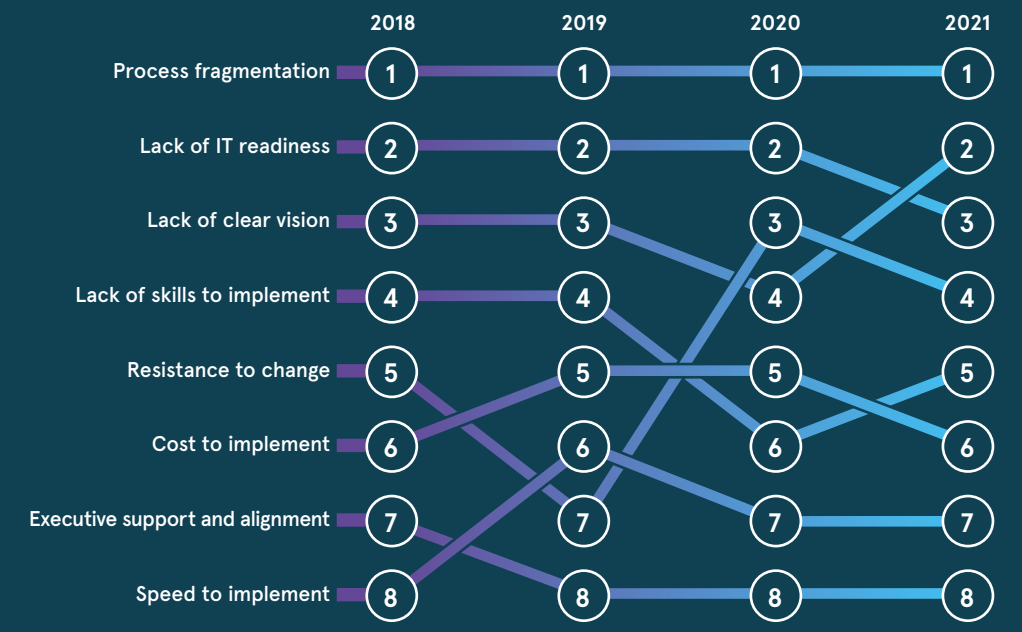 2018 2019 2020 2021
Process fragmentation 1 1 1 1
Lack of IT readiness 2 2 2 2
Lack of clear vision 3 3 3 3
Lack of skills to implement 4 4 4 4
Resistance to change 5 5 5 5
Cost to implement 6 6 6 6
Executive support and alignment 7 7 7 7
Speed to implement 8 8 8 8